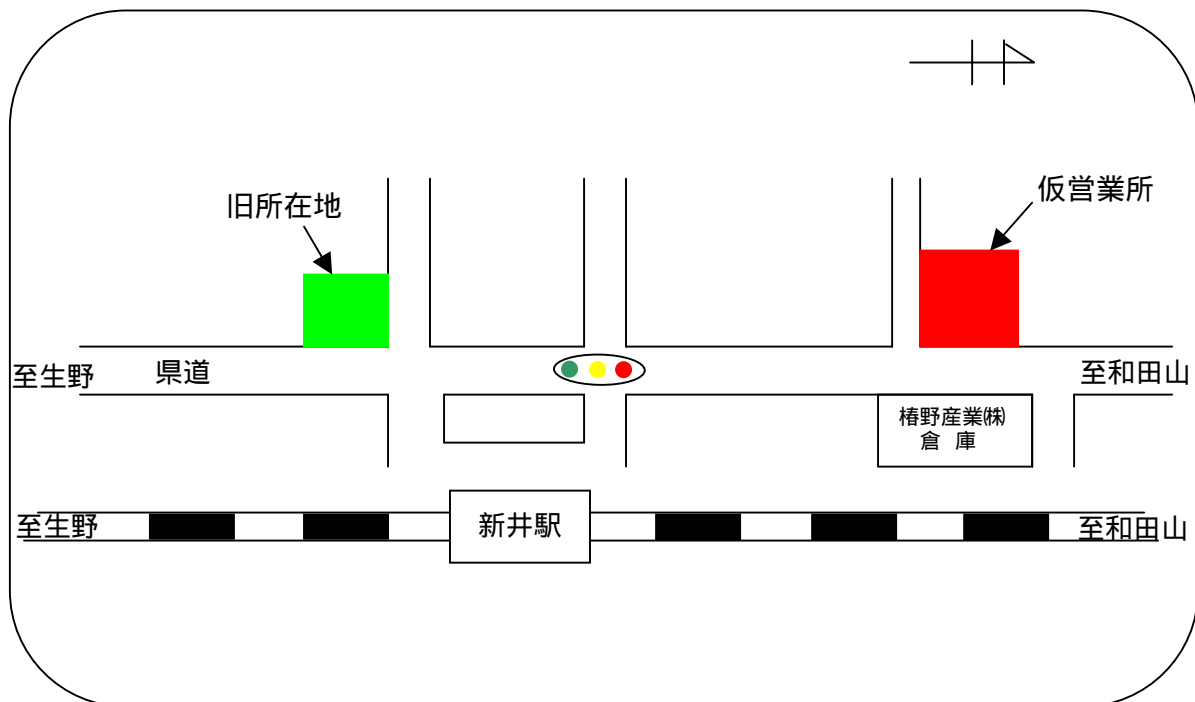 仮営業所
旧所在地
至生野
県道
至和田山
椿野産業㈱
倉 庫
至生野
新井駅
至和田山